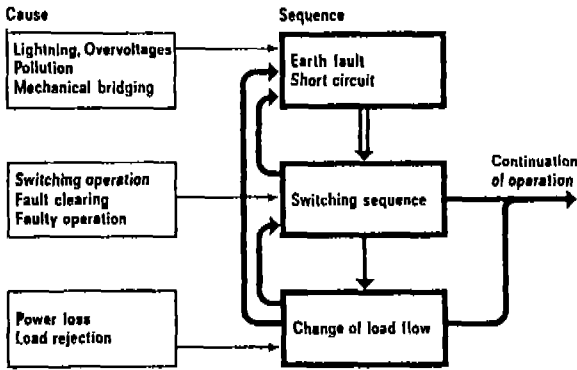 Cause
Sequence
Lightning, Overvoltages
Pollution
Mechanical bridging
Earth fault
Short circuit
Switching operation
Fault clearing
Faulty operation
Switching sequence
Continuation
of operation
Power loss
Load rejection
Change of load flow